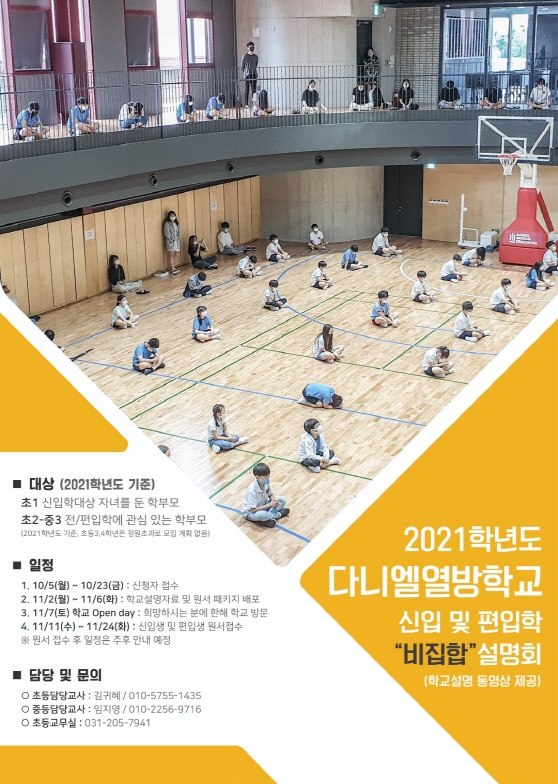 ■ 대상 (2021학년도 기준)
초1 신입학대상 자녀를 둔 학부모
초2-중3 전/편입학에 관심 있는 학부모
(2021학년도 기준, 초등3,4학년은 정원초과로 모집 계획 없음)
■ 일정
1. 10/5(월) ~ 10/23(금) : 신청자 접수
2. 11/2(월) ~ 11/6(화) : 학교설명자료 및 원서 패키지 배포
3. 11/7(토) 학교 Open day : 희망하시는 분에 한해 학교 방문
4. 11/11(수) ~ 11/24(화) : 신입생 및 편입생 원서접수
※ 원서 접수 후 일정은 추후 안내 예정
■ 담당 및 문의
○ 초등담당교사 : 김귀혜 / 010-5755-1435
○ 중등담당교사 : 임지영 / 010-2256-9716
○ 초등교무실 : 031-205-7941
2021학년도
다니엘열방학교
신입 및 편입학
“비집합”설명회
(학교설명 동영상 제공)